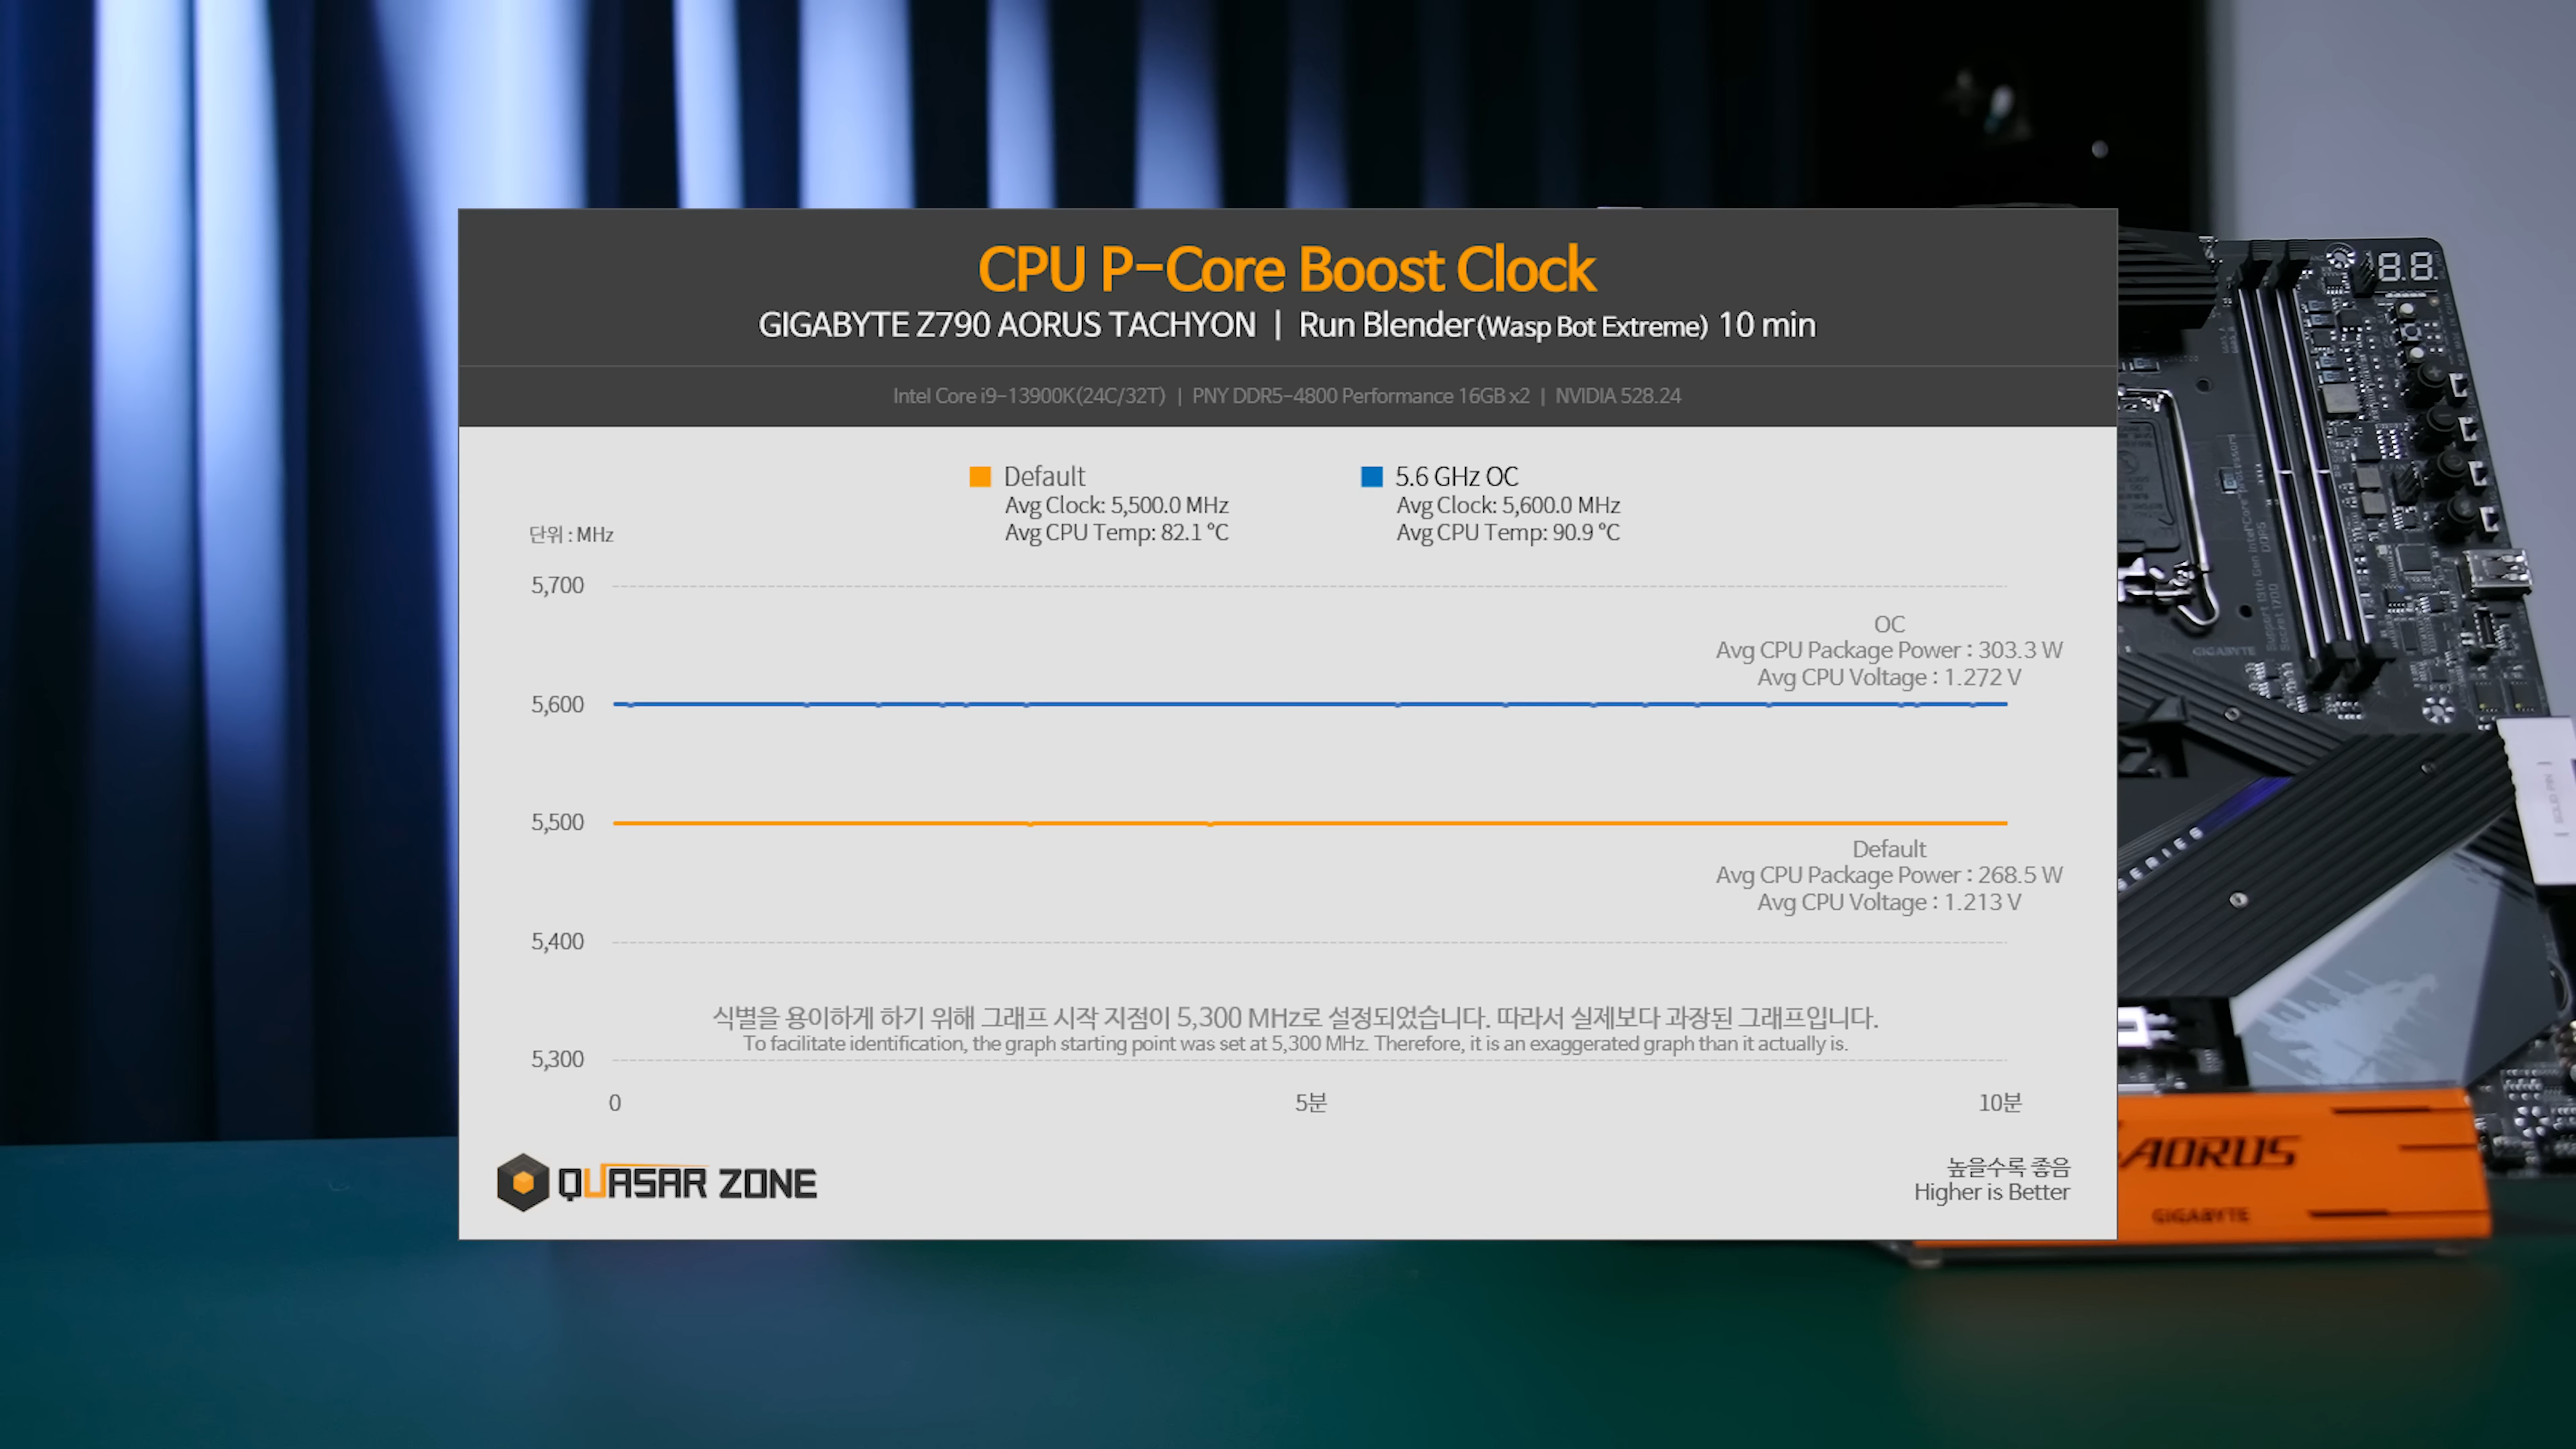 CPU P-Core Boost Clock
GIGABYTE Z790 AORUS TACHYON | Run Blender(Wasp Bot Extreme) 10 min
Intel Core i9-13900K(24C/32T) | PNY DDR5-4800 Performance 16GB x2 | NVIDIA 528.24
Default
Avg Clock: 5,500.0 MHz
Avg CPU Temp: 82.1 °C
5.6 GHz OC
Avg Clock: 5,600.0 MHz
Avg CPU Temp: 90.9 °C
단위 : MHz
5,700
OC
Avg CPU Package Power : 303.3 W
Avg CPU Voltage : 1.272 V
5,600
5,500
Default
Avg CPU Package Power : 268.5 W
Avg CPU Voltage : 1.213 V
5,400
식별을 용이하게 하기 위해 그래프 시작 지점이 5,300 MHz로 설정되었습니다. 따라서 실제보다 과장된 그래프입니다.
To facilitate identification, the graph starting point was set at 5,300 MHz. Therefore, it is an exaggerated graph than it actually is.
5,300
0
5분
10분
QUASAR ZONE
높을수록 좋음
Higher is Better
8.8.
GIGABYTE
AORUS
GIGABYTE